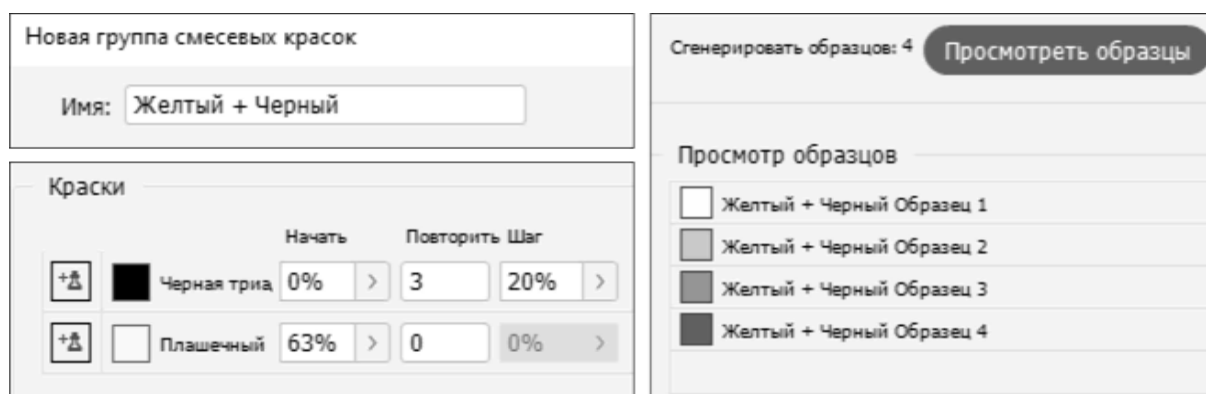 Новая группа смесевых красок
Имя: Желтый + Черный
Краски
Начать Повторить Шаг
Черная триа 0% 3 20%
Плашечный 63% 0 0%
Сгенерировать образцов: 4 Просмотреть образцы
Просмотр образцов
Желтый + Черный Образец 1
Желтый + Черный Образец 2
Желтый + Черный Образец 3
Желтый + Черный Образец 4